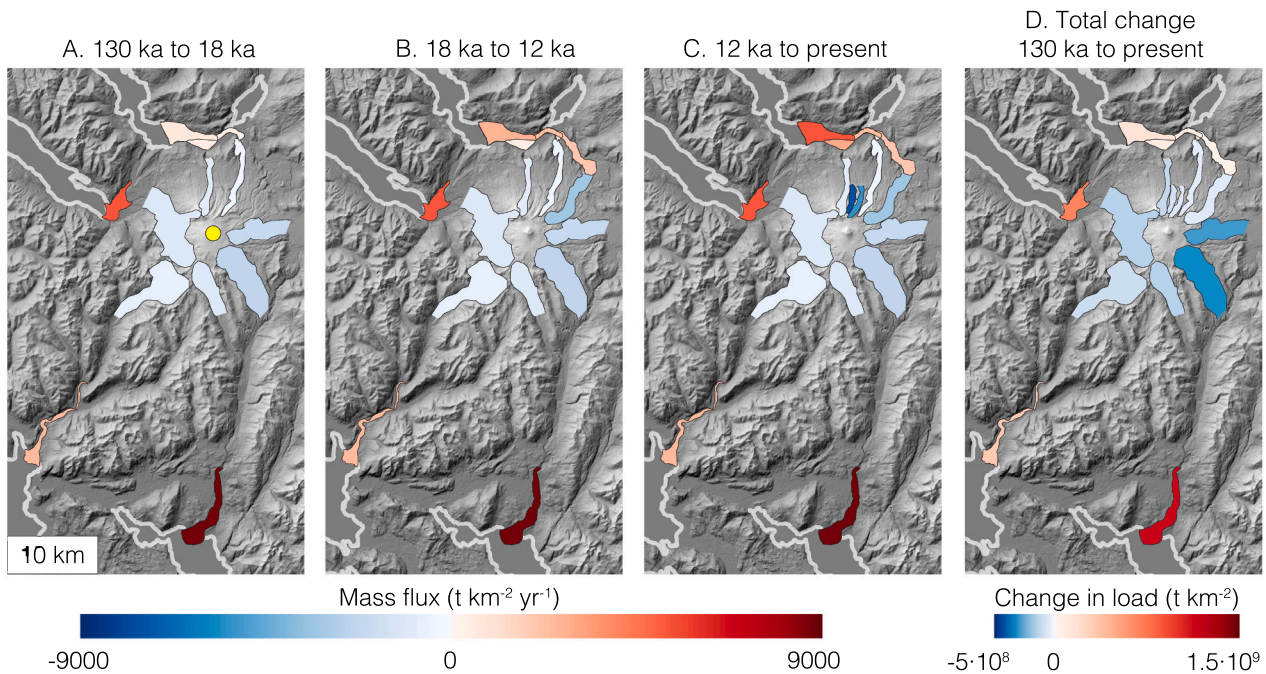 A. 130 ka to 18 ka
B. 18 ka to 12 ka
C. 12 ka to present
D. Total change
130 ka to present
10 km
Mass flux (t km⁻² yr⁻¹)
-9000
0
9000
Change in load (t km⁻²)
-5·10⁸
0
1.5·10⁹